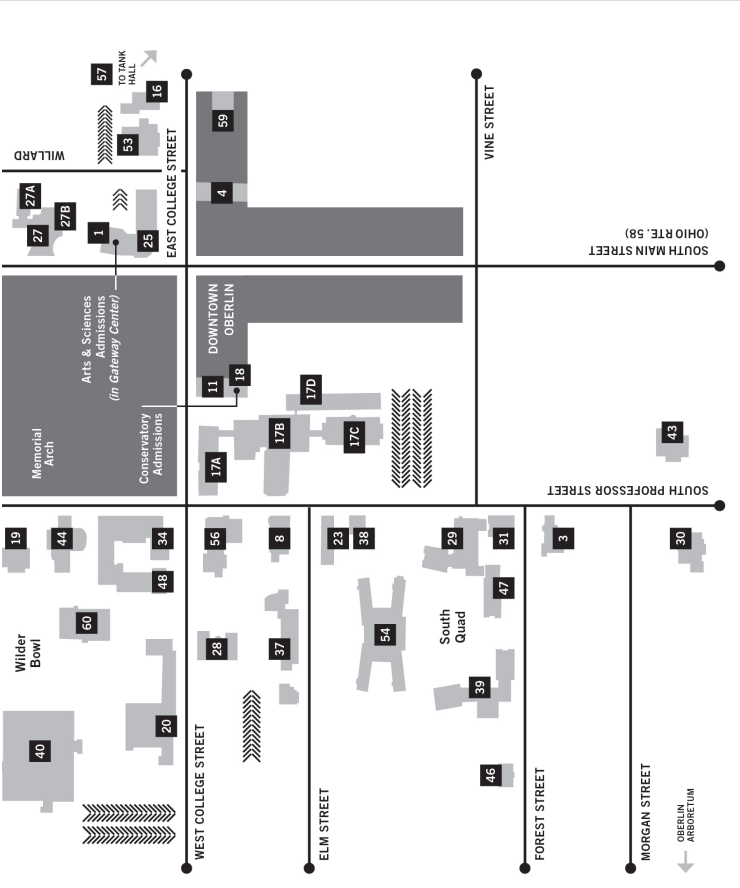 57
TO TANK
HALL
16
53
WILLARD
59
4
EAST COLLEGE STREET
VINE STREET
27A
27B
27
1
25
SOUTH MAIN STREET
(OHIO RTE. 58)
Arts & Sciences
Admissions
(in Gateway Center)
DOWNTOWN
OBERLIN
11
18
17D
Memorial
Arch
Conservatory
Admissions
17A
17B
17C
43
SOUTH PROFESSOR STREET
19
44
34
48
56
8
23
38
29
31
47
3
30
Wilder
Bowl
60
28
37
54
South
Quad
39
40
20
46
WEST COLLEGE STREET
ELM STREET
FOREST STREET
MORGAN STREET
OBERLIN
ARBORETUM